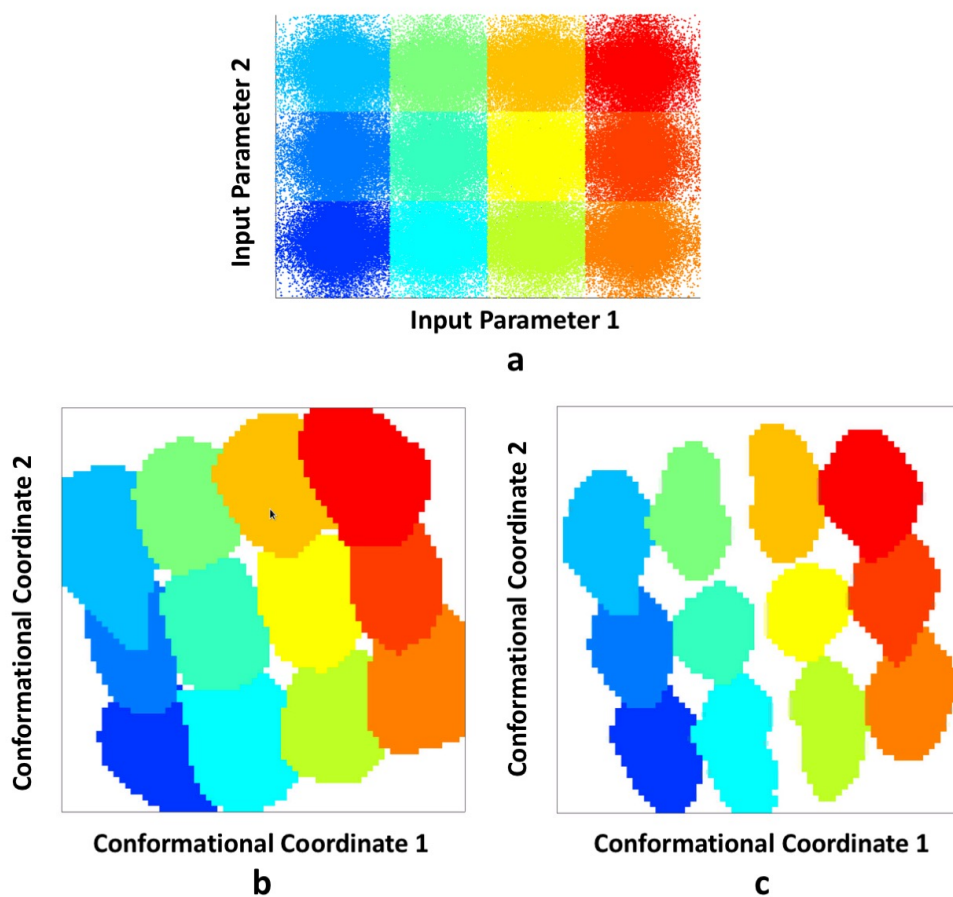 Input Parameter 2
Input Parameter 1
a
Conformational Coordinate 2
Conformational Coordinate 1
b
Conformational Coordinate 2
Conformational Coordinate 1
c